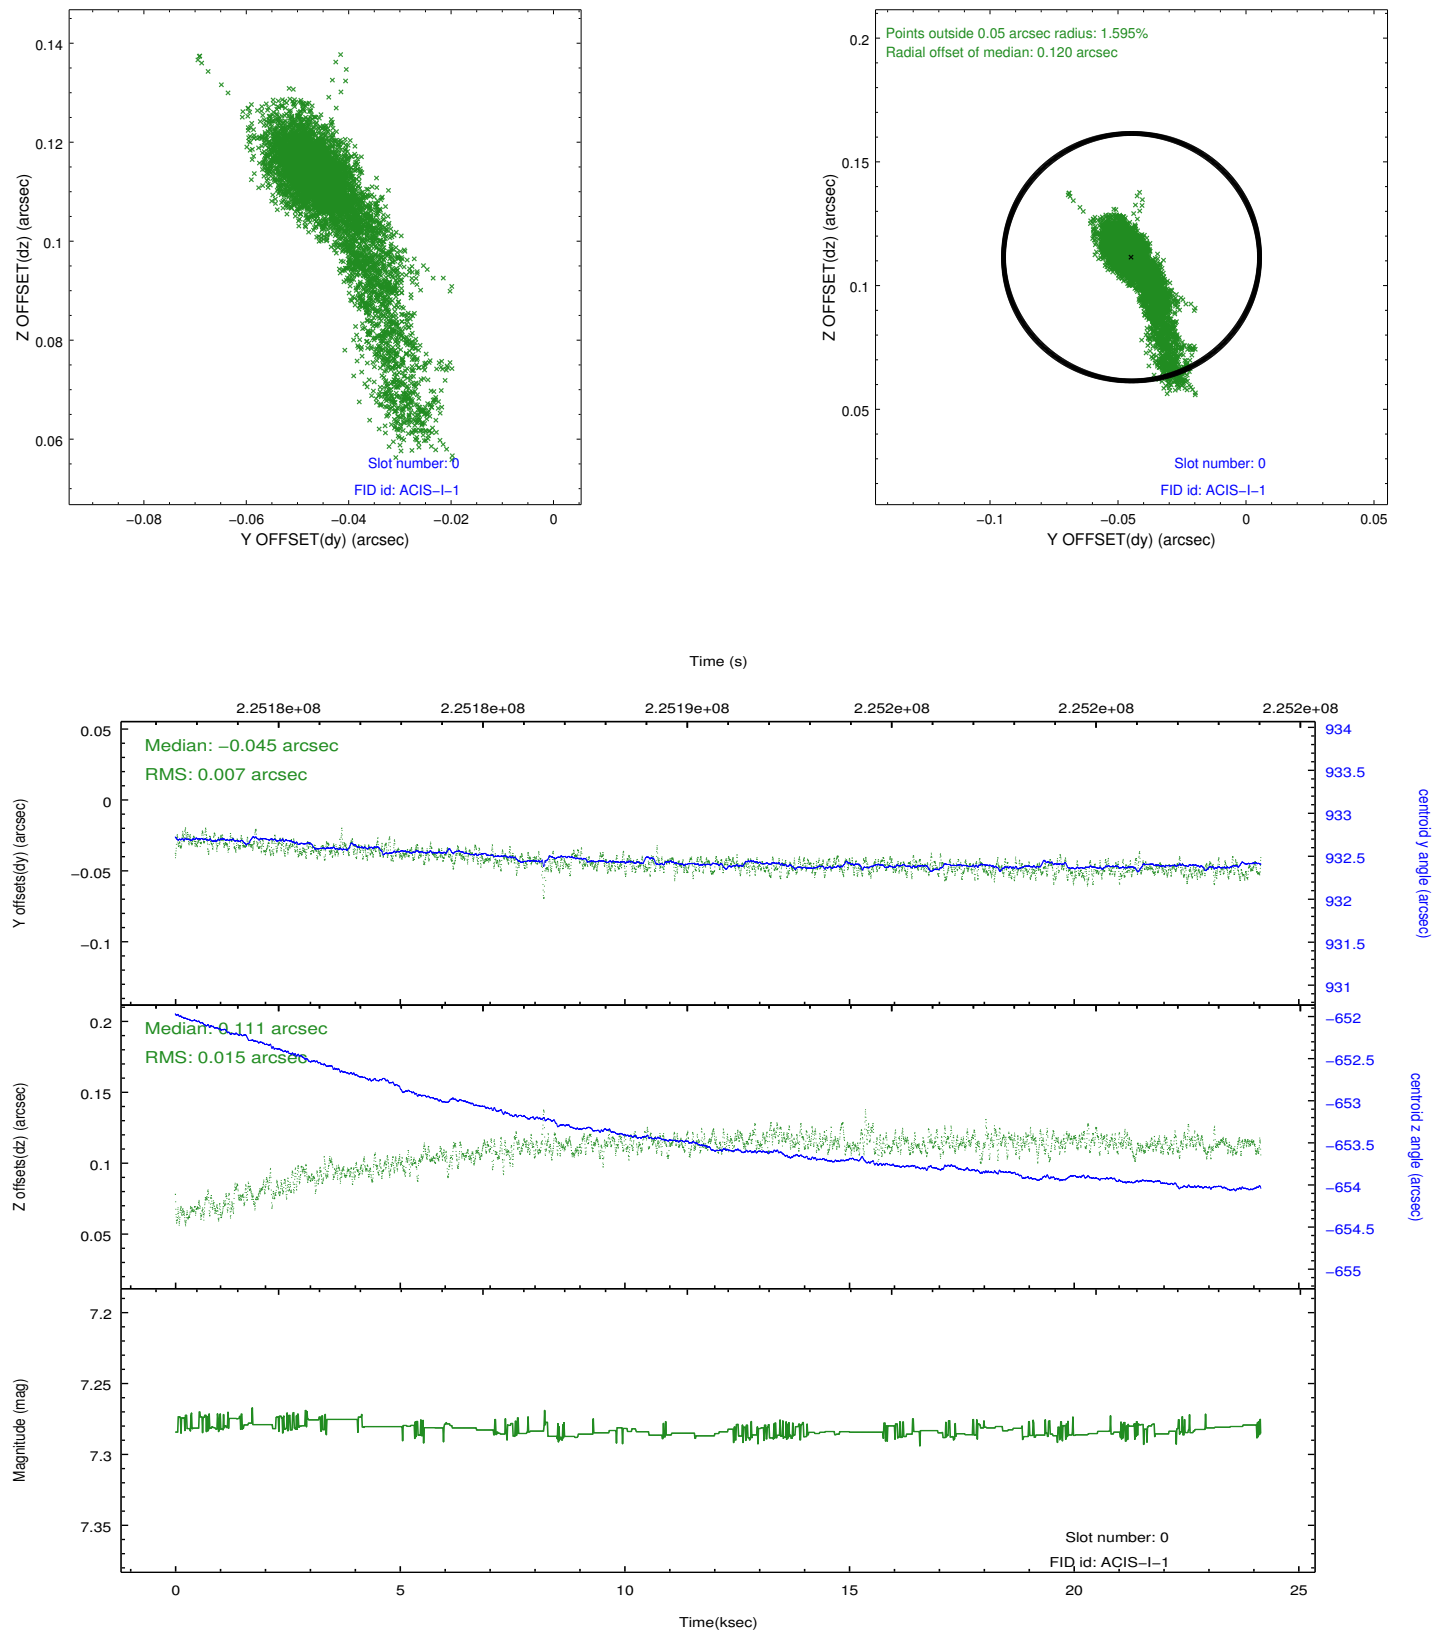 0.14
0.12
0.1
0.08
0.06
Z OFFSET(dz) (arcsec)
Slot number: 0
FID id: ACIS−I−1
−0.08 −0.06 −0.04 −0.02 0
Y OFFSET(dy) (arcsec)
Points outside 0.05 arcsec radius: 1.595%
Radial offset of median: 0.120 arcsec
0.2
0.15
0.1
0.05
Z OFFSET(dz) (arcsec)
Slot number: 0
FID id: ACIS−I−1
−0.1 −0.05 0 0.05
Y OFFSET(dy) (arcsec)
Time (s)
2.2518e+08 2.2518e+08 2.2519e+08 2.252e+08 2.252e+08 2.252e+08
Median: −0.045 arcsec
RMS: 0.007 arcsec
0.05
0
−0.05
−0.1
Y offsets(dy) (arcsec)
934
933.5
933
932.5
932
931.5
931
centroid y angle (arcsec)
Median: 0.111 arcsec
RMS: 0.015 arcsec
0.2
0.15
0.1
0.05
Z offsets(dz) (arcsec)
−652
−652.5
−653
−653.5
−654
−654.5
−655
centroid z angle (arcsec)
7.2
7.25
7.3
7.35
Magnitude (mag)
Slot number: 0
FID id: ACIS−I−1
0 5 10 15 20 25
Time(ksec)